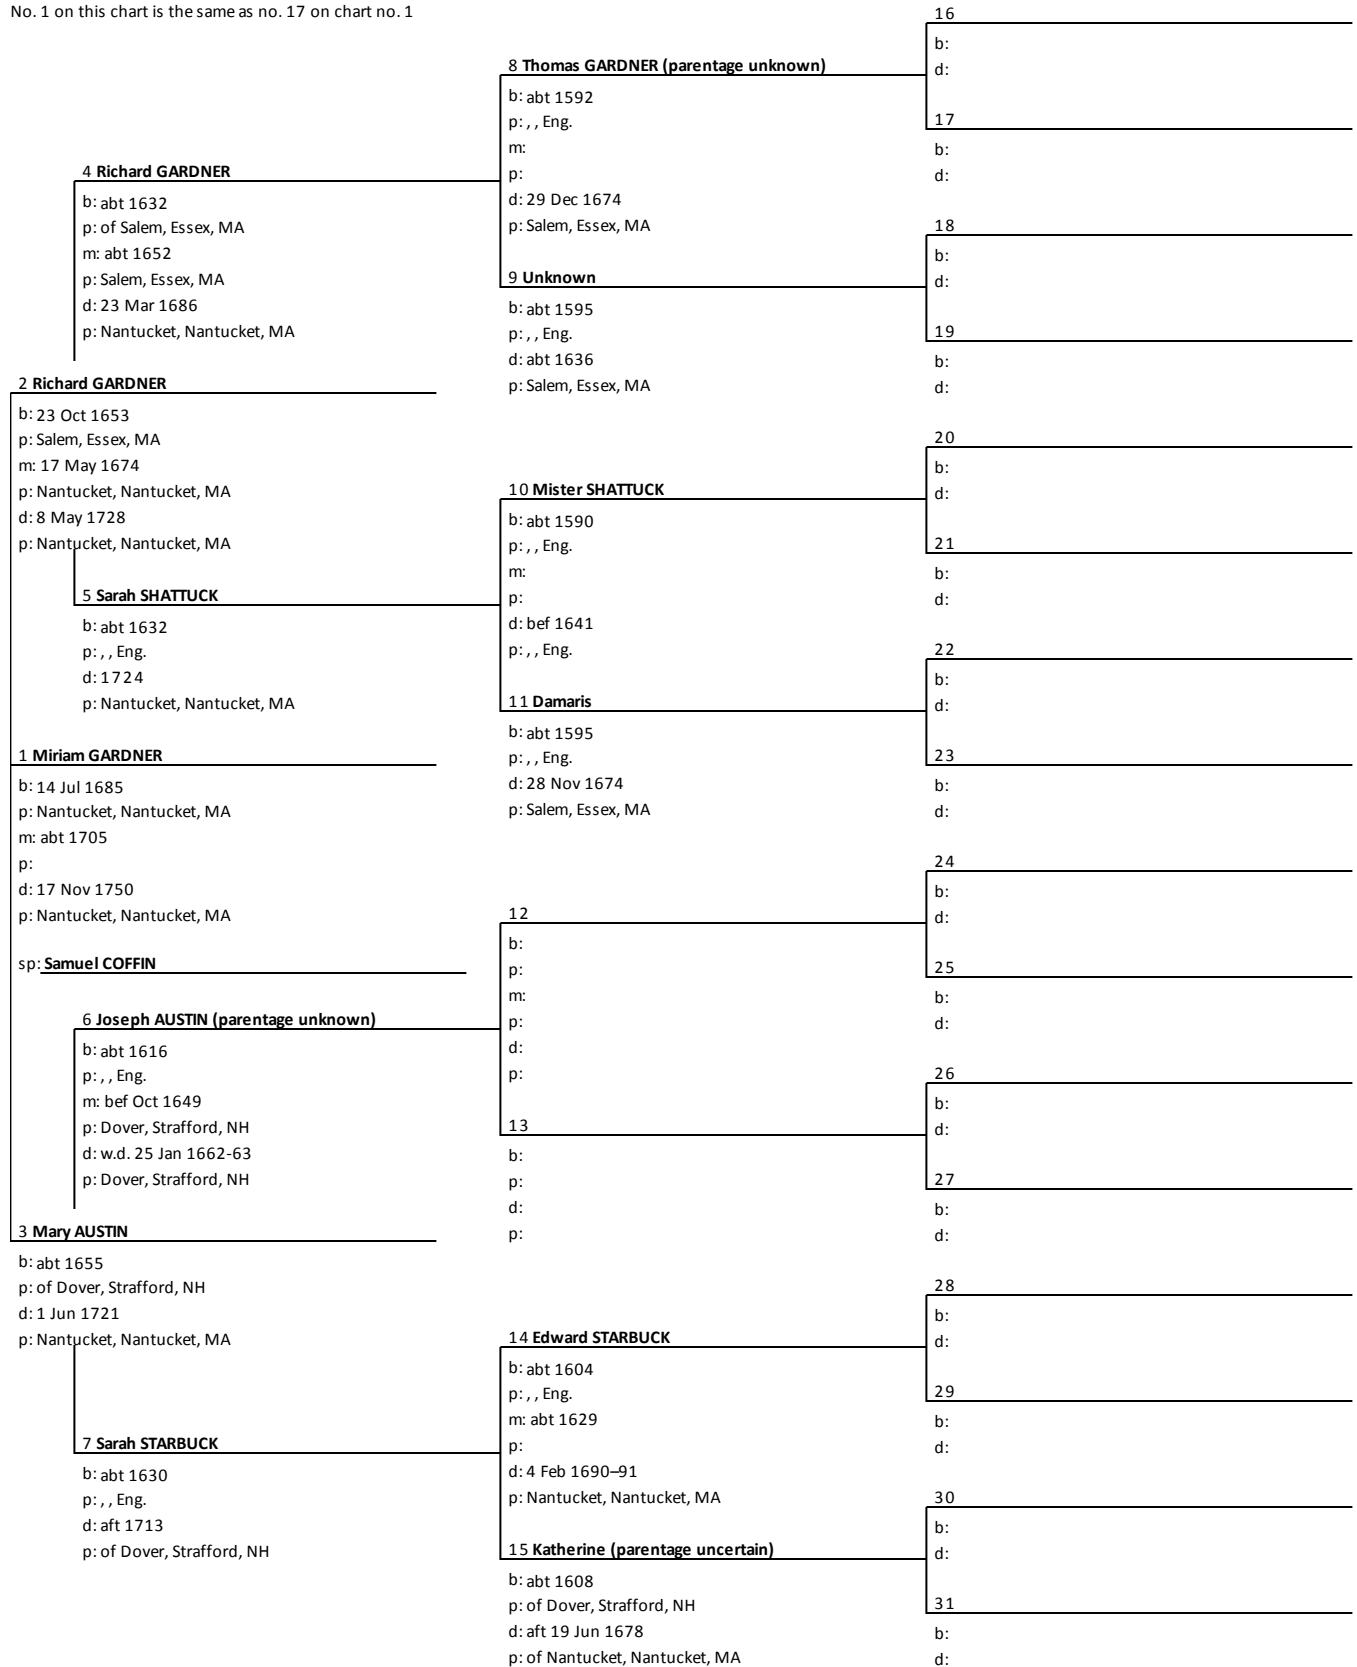 No. 1 on this chart is the same as no. 17 on chart no. 1
4 Richard GARDNER
b: abt 1632
p: of Salem, Essex, MA
m: abt 1652
p: Salem, Essex, MA
d: 23 Mar 1686
p: Nantucket, Nantucket, MA
2 Richard GARDNER
b: 23 Oct 1653
p: Salem, Essex, MA
m: 17 May 1674
p: Nantucket, Nantucket, MA
d: 8 May 1728
p: Nantucket, Nantucket, MA
5 Sarah SHATTUCK
b: abt 1632
p: , , Eng.
d: 1724
p: Nantucket, Nantucket, MA
1 Miriam GARDNER
b: 14 Jul 1685
p: Nantucket, Nantucket, MA
m: abt 1705
p:
d: 17 Nov 1750
p: Nantucket, Nantucket, MA
sp: Samuel COFFIN
6 Joseph AUSTIN (parentage unknown)
b: abt 1616
p: , , Eng.
m: bef Oct 1649
p: Dover, Strafford, NH
d: w.d. 25 Jan 1662-63
p: Dover, Strafford, NH
3 Mary AUSTIN
b: abt 1655
p: of Dover, Strafford, NH
d: 1 Jun 1721
p: Nantucket, Nantucket, MA
7 Sarah STARBUCK
b: abt 1630
p: , , Eng.
d: aft 1713
p: of Dover, Strafford, NH
8 Thomas GARDNER (parentage unknown)
b: abt 1592
p: , , Eng.
m:
p:
d: 29 Dec 1674
p: Salem, Essex, MA
9 Unknown
b: abt 1595
p: , , Eng.
d: abt 1636
p: Salem, Essex, MA
10 Mister SHATTUCK
b: abt 1590
p: , , Eng.
m:
p:
d: bef 1641
p: , , Eng.
11 Damaris
b: abt 1595
p: , , Eng.
d: 28 Nov 1674
p: Salem, Essex, MA
12
b:
p:
m:
p:
d:
p:
13
b:
p:
d:
p:
14 Edward STARBUCK
b: abt 1604
p: , , Eng.
m: abt 1629
p:
d: 4 Feb 1690–91
p: Nantucket, Nantucket, MA
15 Katherine (parentage uncertain)
b: abt 1608
p: of Dover, Strafford, NH
d: aft 19 Jun 1678
p: of Nantucket, Nantucket, MA
16
b:
d:
17
b:
d:
18
b:
d:
19
b:
d:
20
b:
d:
21
b:
d:
22
b:
d:
23
b:
d:
24
b:
d:
25
b:
d:
26
b:
d:
27
b:
d:
28
b:
d:
29
b:
d:
30
b:
d:
31
b:
d: